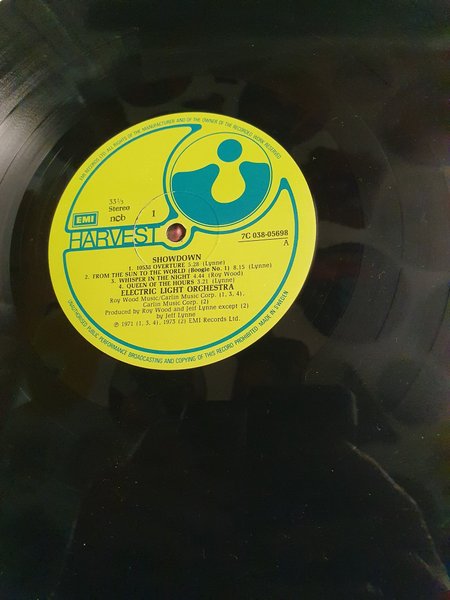 EMI RECORDS LTD. ALL RIGHTS OF THE MANUFACTURER AND OF THE OWNER OF THE RECORDED WORK RESERVED.
33⅓
Stereo
ncb
1
EMI
HARVEST
7C 038-05698
A
SHOWDOWN
1. 10538 OVERTURE 5.28 (Lynne)
2. FROM THE SUN TO THE WORLD (Boogie No. 1) 8.15 (Lynne)
3. WHISPER IN THE NIGHT 4.44 (Roy Wood)
4. QUEEN OF THE HOURS 3.21 (Lynne)
ELECTRIC LIGHT ORCHESTRA
Roy Wood Music/Carlin Music Corp. (1, 3, 4),
Carlin Music Corp. (2)
Produced by Roy Wood and Jeff Lynne except (2)
by Jeff Lynne
℗ 1971 (1, 3, 4), 1973 (2) EMI Records Ltd.
UNAUTHORISED PUBLIC PERFORMANCE BROADCASTING AND COPYING OF THIS RECORD PROHIBITED MADE IN SWEDEN